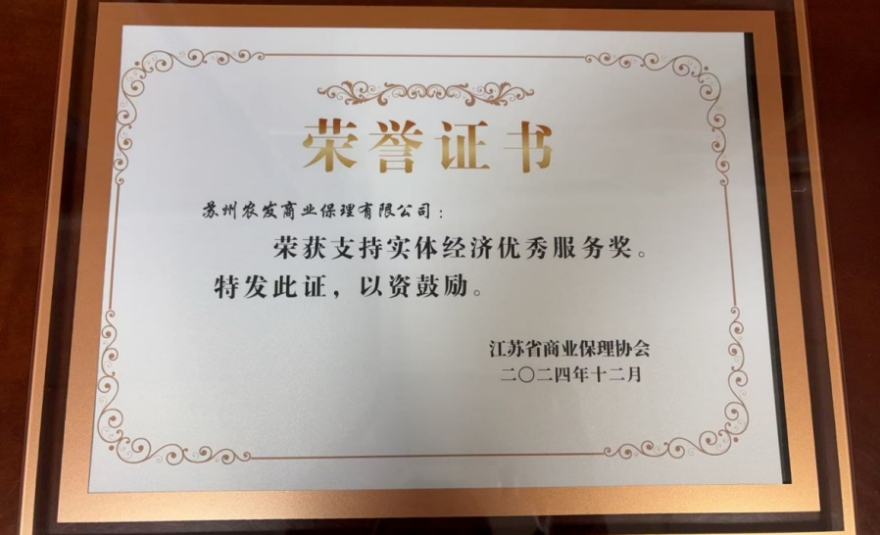 荣誉证书
苏州农发商业保理有限公司：
荣获支持实体经济优秀服务奖。
特发此证，以资鼓励。
江苏省商业保理协会
二〇二四年十二月